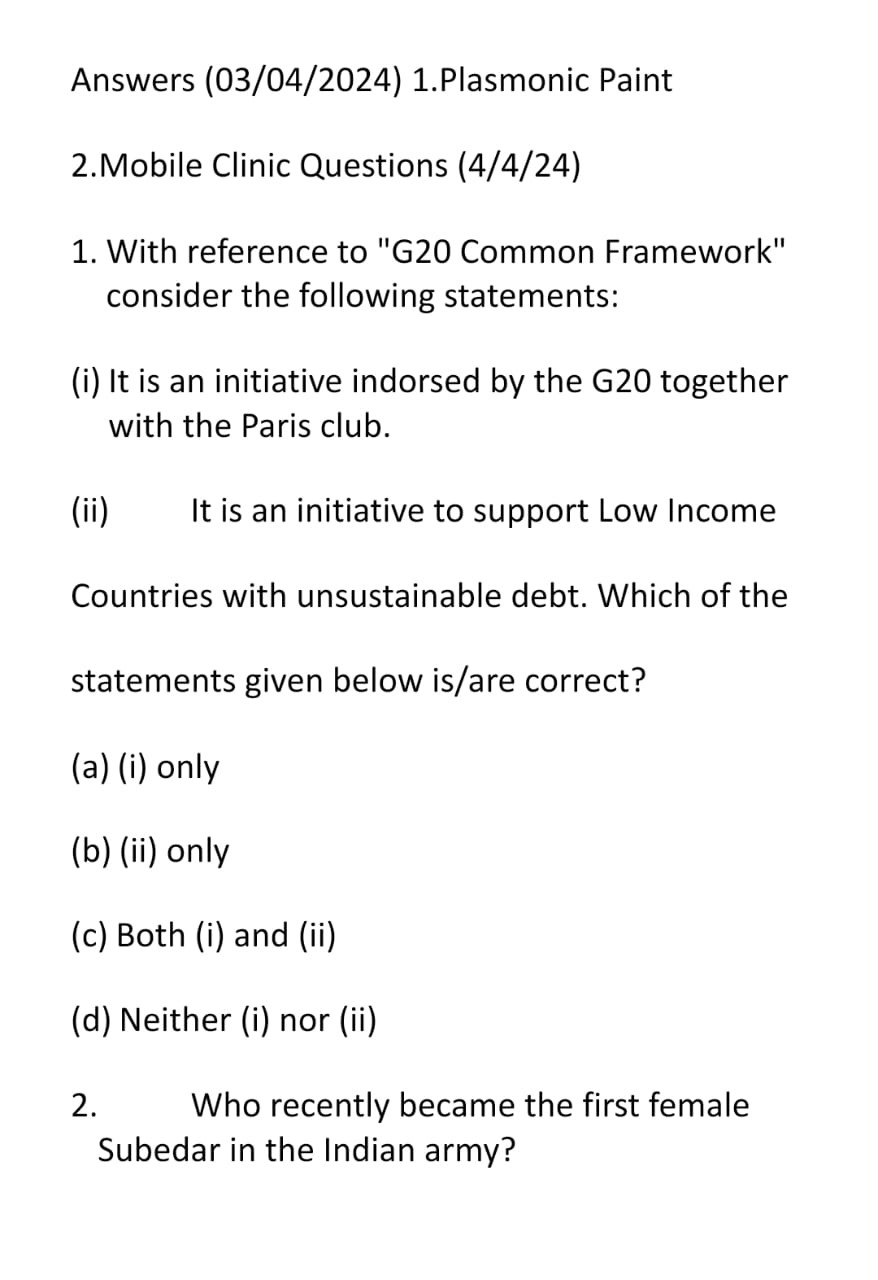 Answers (03/04/2024) 1.Plasmonic Paint
2.Mobile Clinic Questions (4/4/24)
1. With reference to "G20 Common Framework"
consider the following statements:
(i) It is an initiative indorsed by the G20 together
with the Paris club.
(ii) It is an initiative to support Low Income
Countries with unsustainable debt. Which of the
statements given below is/are correct?
(a) (i) only
(b) (ii) only
(c) Both (i) and (ii)
(d) Neither (i) nor (ii)
2. Who recently became the first female
Subedar in the Indian army?